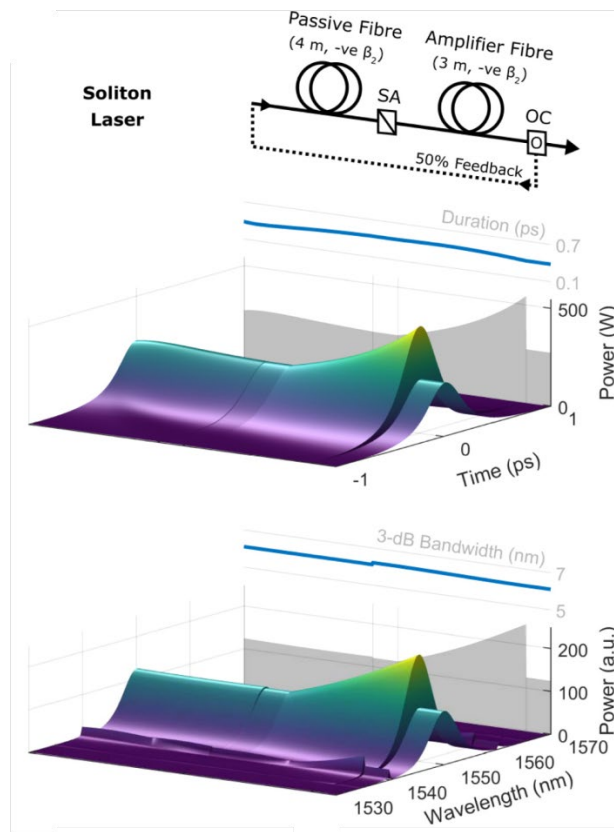 Passive Fibre
(4 m, -ve β₂)
Amplifier Fibre
(3 m, -ve β₂)
Soliton
Laser
SA
OC
O
50% Feedback
Duration (ps)
0.7
0.1
500
0
Power (W)
1
0
-1
Time (ps)
3-dB Bandwidth (nm)
7
5
200
100
0
Power (a.u.)
1570
1560
1550
1540
1530
Wavelength (nm)